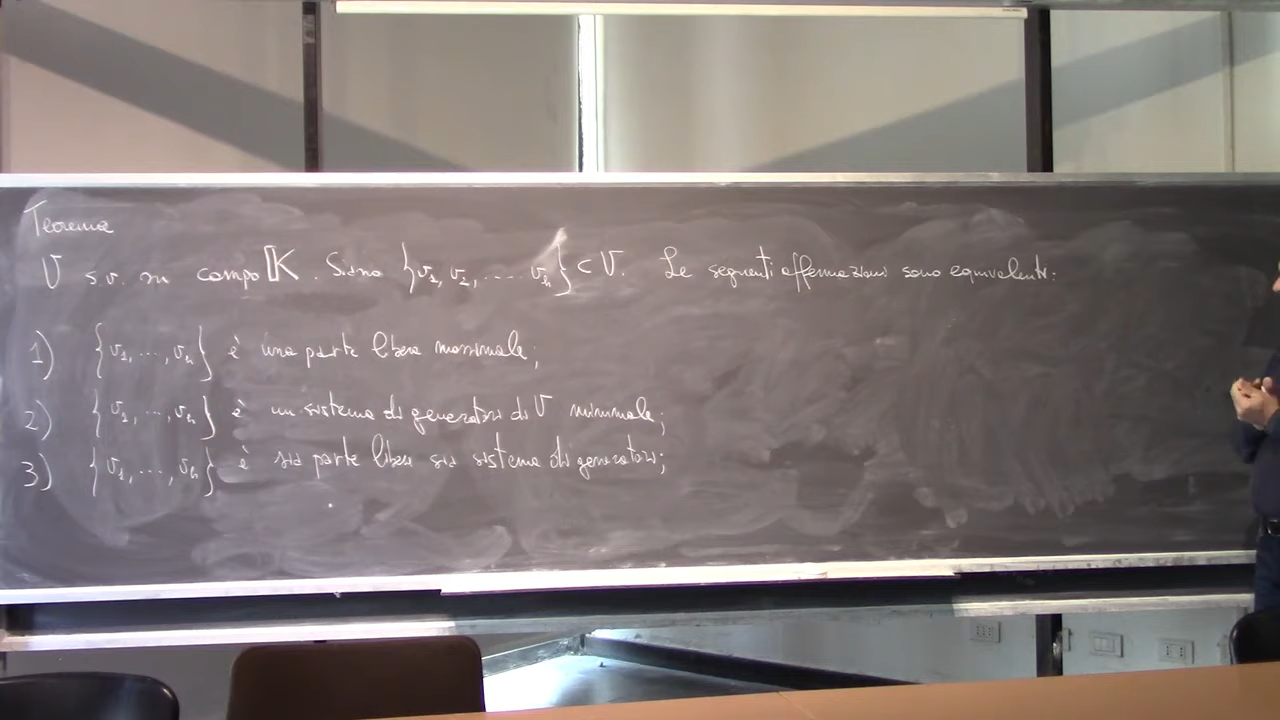 Teorema
V s.v. su campo K. Siano {v1, v2, ..... vn} ⊂ V. Le seguenti affermazioni sono equivalenti:
1) {v1, ..., vn} è una parte libera massimale;
2) {v1, ..., vn} è un sistema di generatori di V minimale;
3) {v1, ..., vn} è sia parte libera sia sistema di generatori;